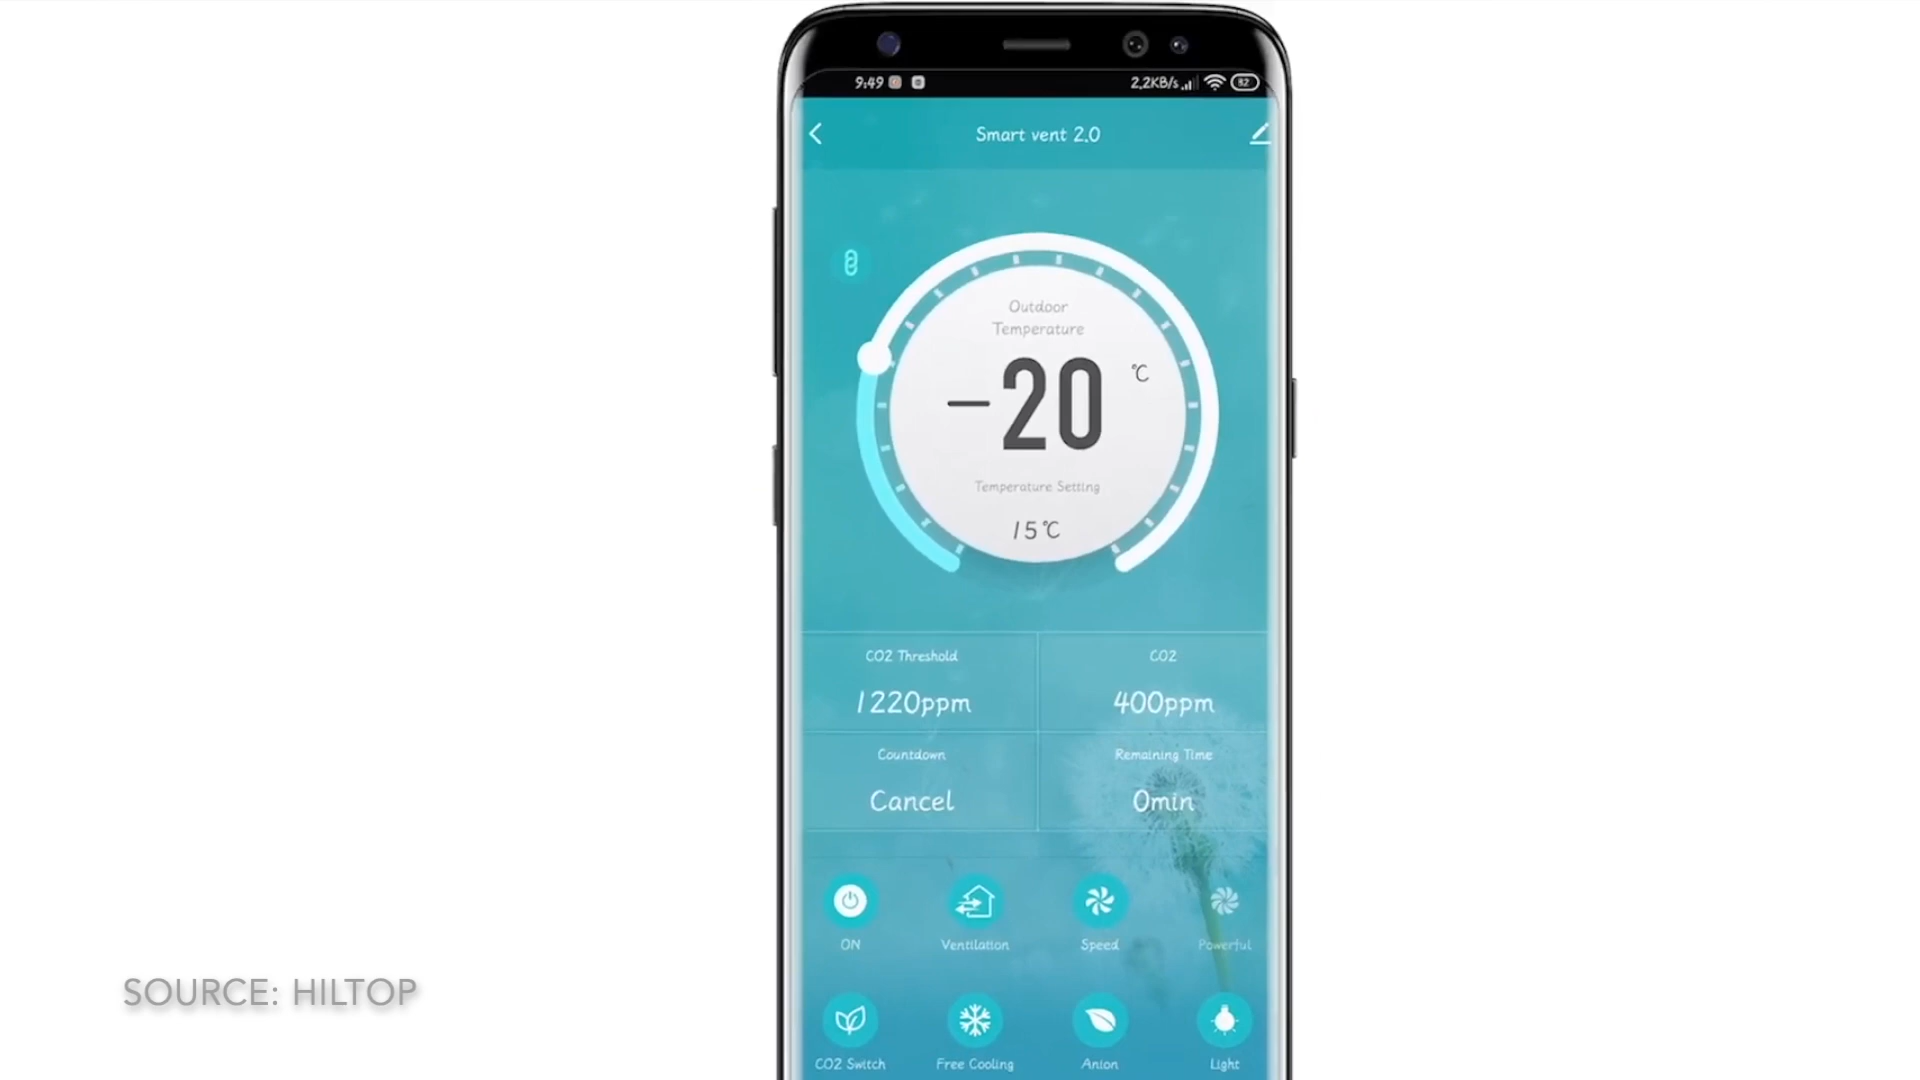 9:49 2.2KB/s 82
Smart vent 2.0
Outdoor
Temperature
-20 °C
Temperature Setting
15°C
CO2 Threshold CO2
1220ppm 400ppm
Countdown Remaining Time
Cancel 0min
ON Ventilation Speed Powerful
SOURCE: HILTOP
CO2 Switch Free Cooling Anion Light